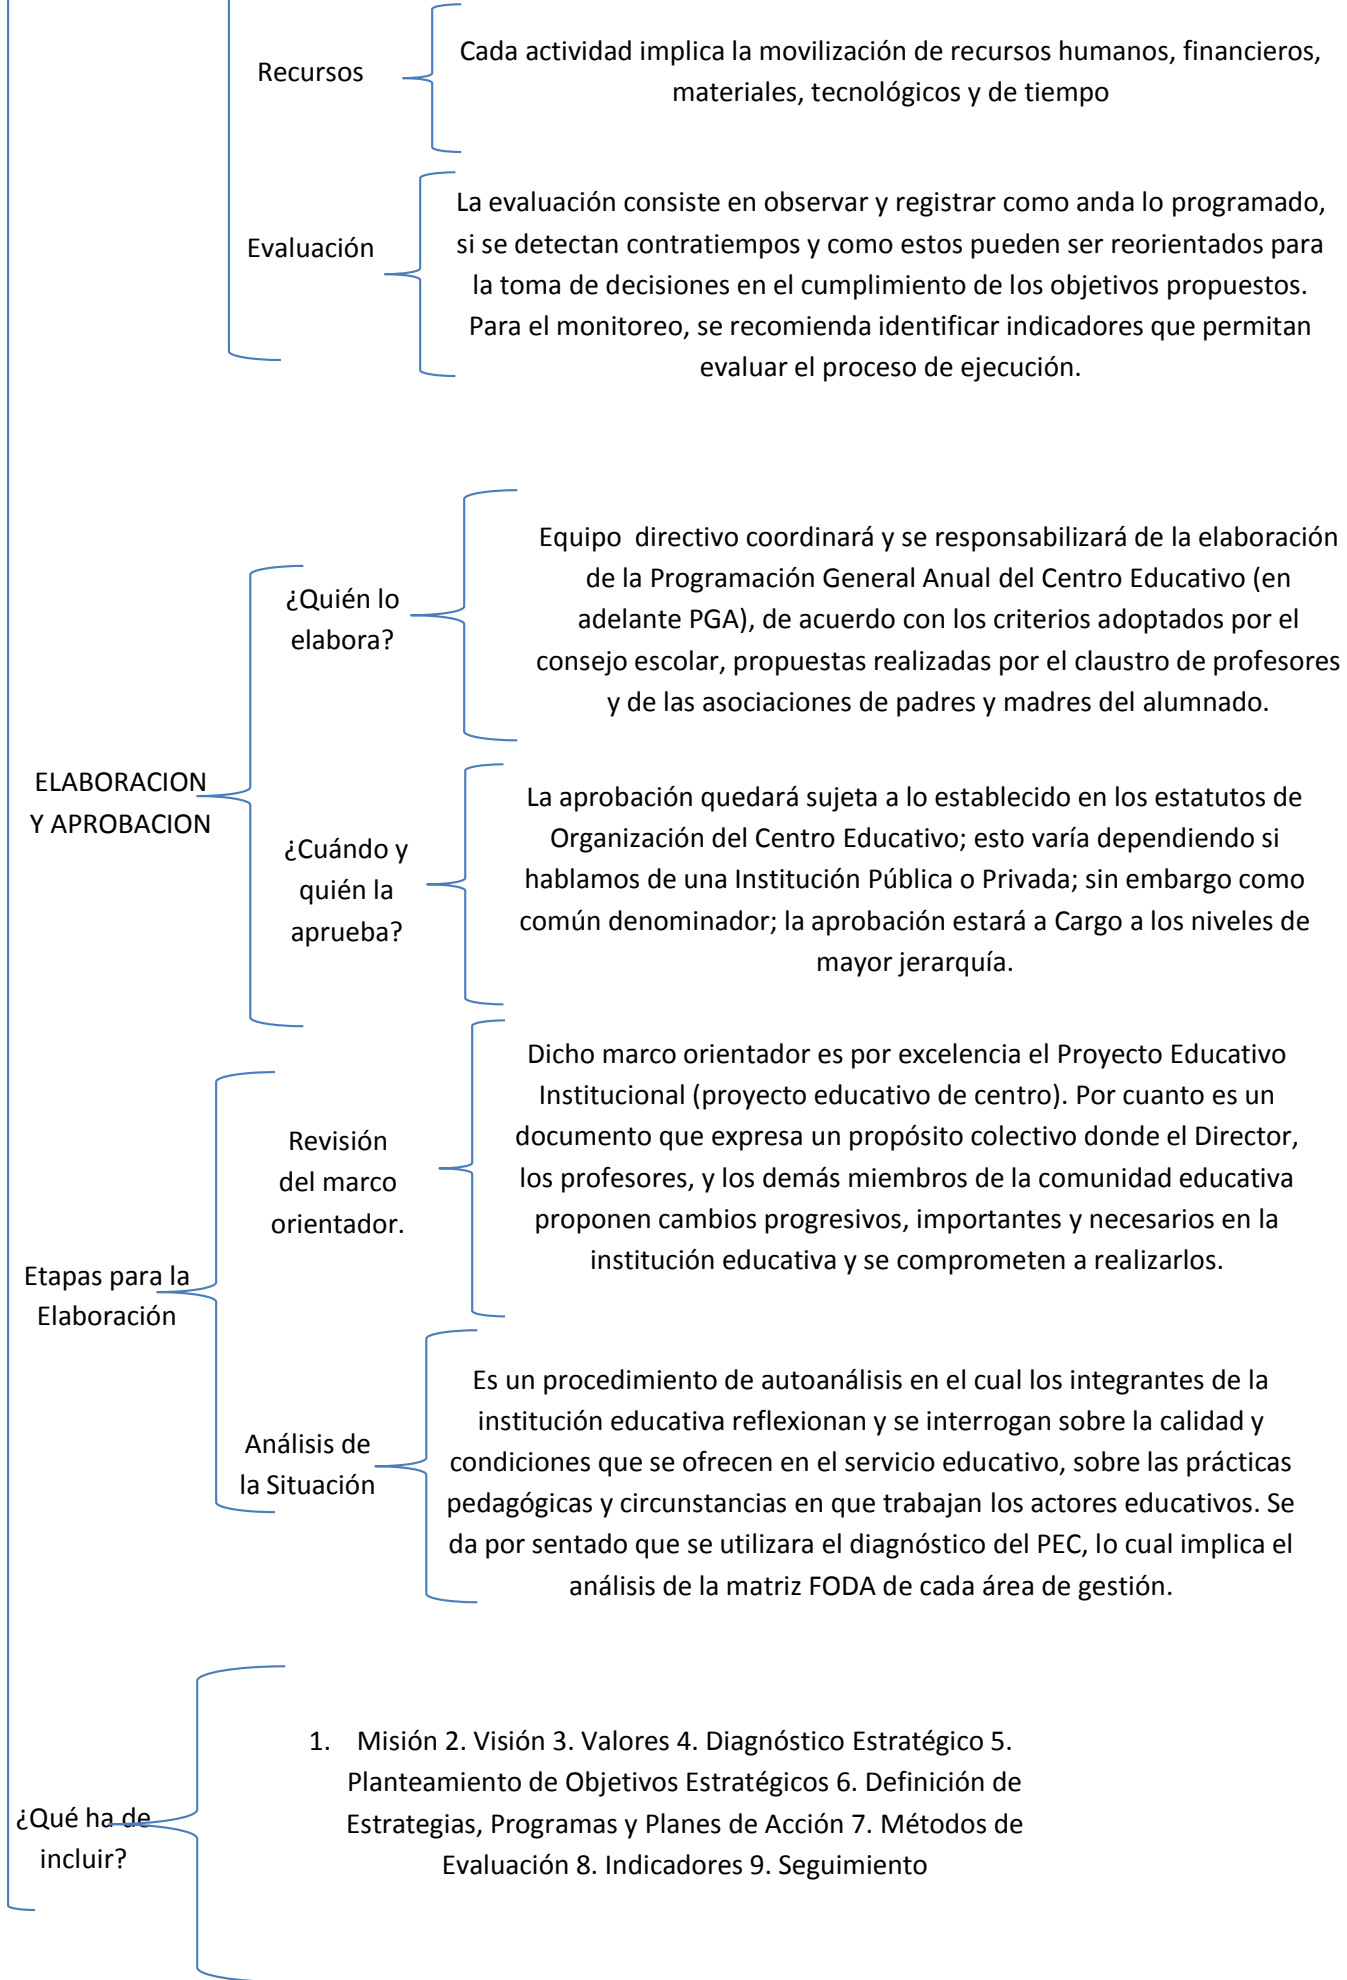 Recursos
Cada actividad implica la movilización de recursos humanos, financieros,
materiales, tecnológicos y de tiempo
Evaluación
La evaluación consiste en observar y registrar como anda lo programado,
si se detectan contratiempos y como estos pueden ser reorientados para
la toma de decisiones en el cumplimiento de los objetivos propuestos.
Para el monitoreo, se recomienda identificar indicadores que permitan
evaluar el proceso de ejecución.
ELABORACION
Y APROBACION
¿Quién lo
elabora?
Equipo  directivo coordinará y se responsabilizará de la elaboración
de la Programación General Anual del Centro Educativo (en
adelante PGA), de acuerdo con los criterios adoptados por el
consejo escolar, propuestas realizadas por el claustro de profesores
y de las asociaciones de padres y madres del alumnado.
¿Cuándo y
quién la
aprueba?
La aprobación quedará sujeta a lo establecido en los estatutos de
Organización del Centro Educativo; esto varía dependiendo si
hablamos de una Institución Pública o Privada; sin embargo como
común denominador; la aprobación estará a Cargo a los niveles de
mayor jerarquía.
Etapas para la
Elaboración
Revisión
del marco
orientador.
Dicho marco orientador es por excelencia el Proyecto Educativo
Institucional (proyecto educativo de centro). Por cuanto es un
documento que expresa un propósito colectivo donde el Director,
los profesores, y los demás miembros de la comunidad educativa
proponen cambios progresivos, importantes y necesarios en la
institución educativa y se comprometen a realizarlos.
Análisis de
la Situación
Es un procedimiento de autoanálisis en el cual los integrantes de la
institución educativa reflexionan y se interrogan sobre la calidad y
condiciones que se ofrecen en el servicio educativo, sobre las prácticas
pedagógicas y circunstancias en que trabajan los actores educativos. Se
da por sentado que se utilizara el diagnóstico del PEC, lo cual implica el
análisis de la matriz FODA de cada área de gestión.
¿Qué ha de
incluir?
1. Misión 2. Visión 3. Valores 4. Diagnóstico Estratégico 5.
Planteamiento de Objetivos Estratégicos 6. Definición de
Estrategias, Programas y Planes de Acción 7. Métodos de
Evaluación 8. Indicadores 9. Seguimiento